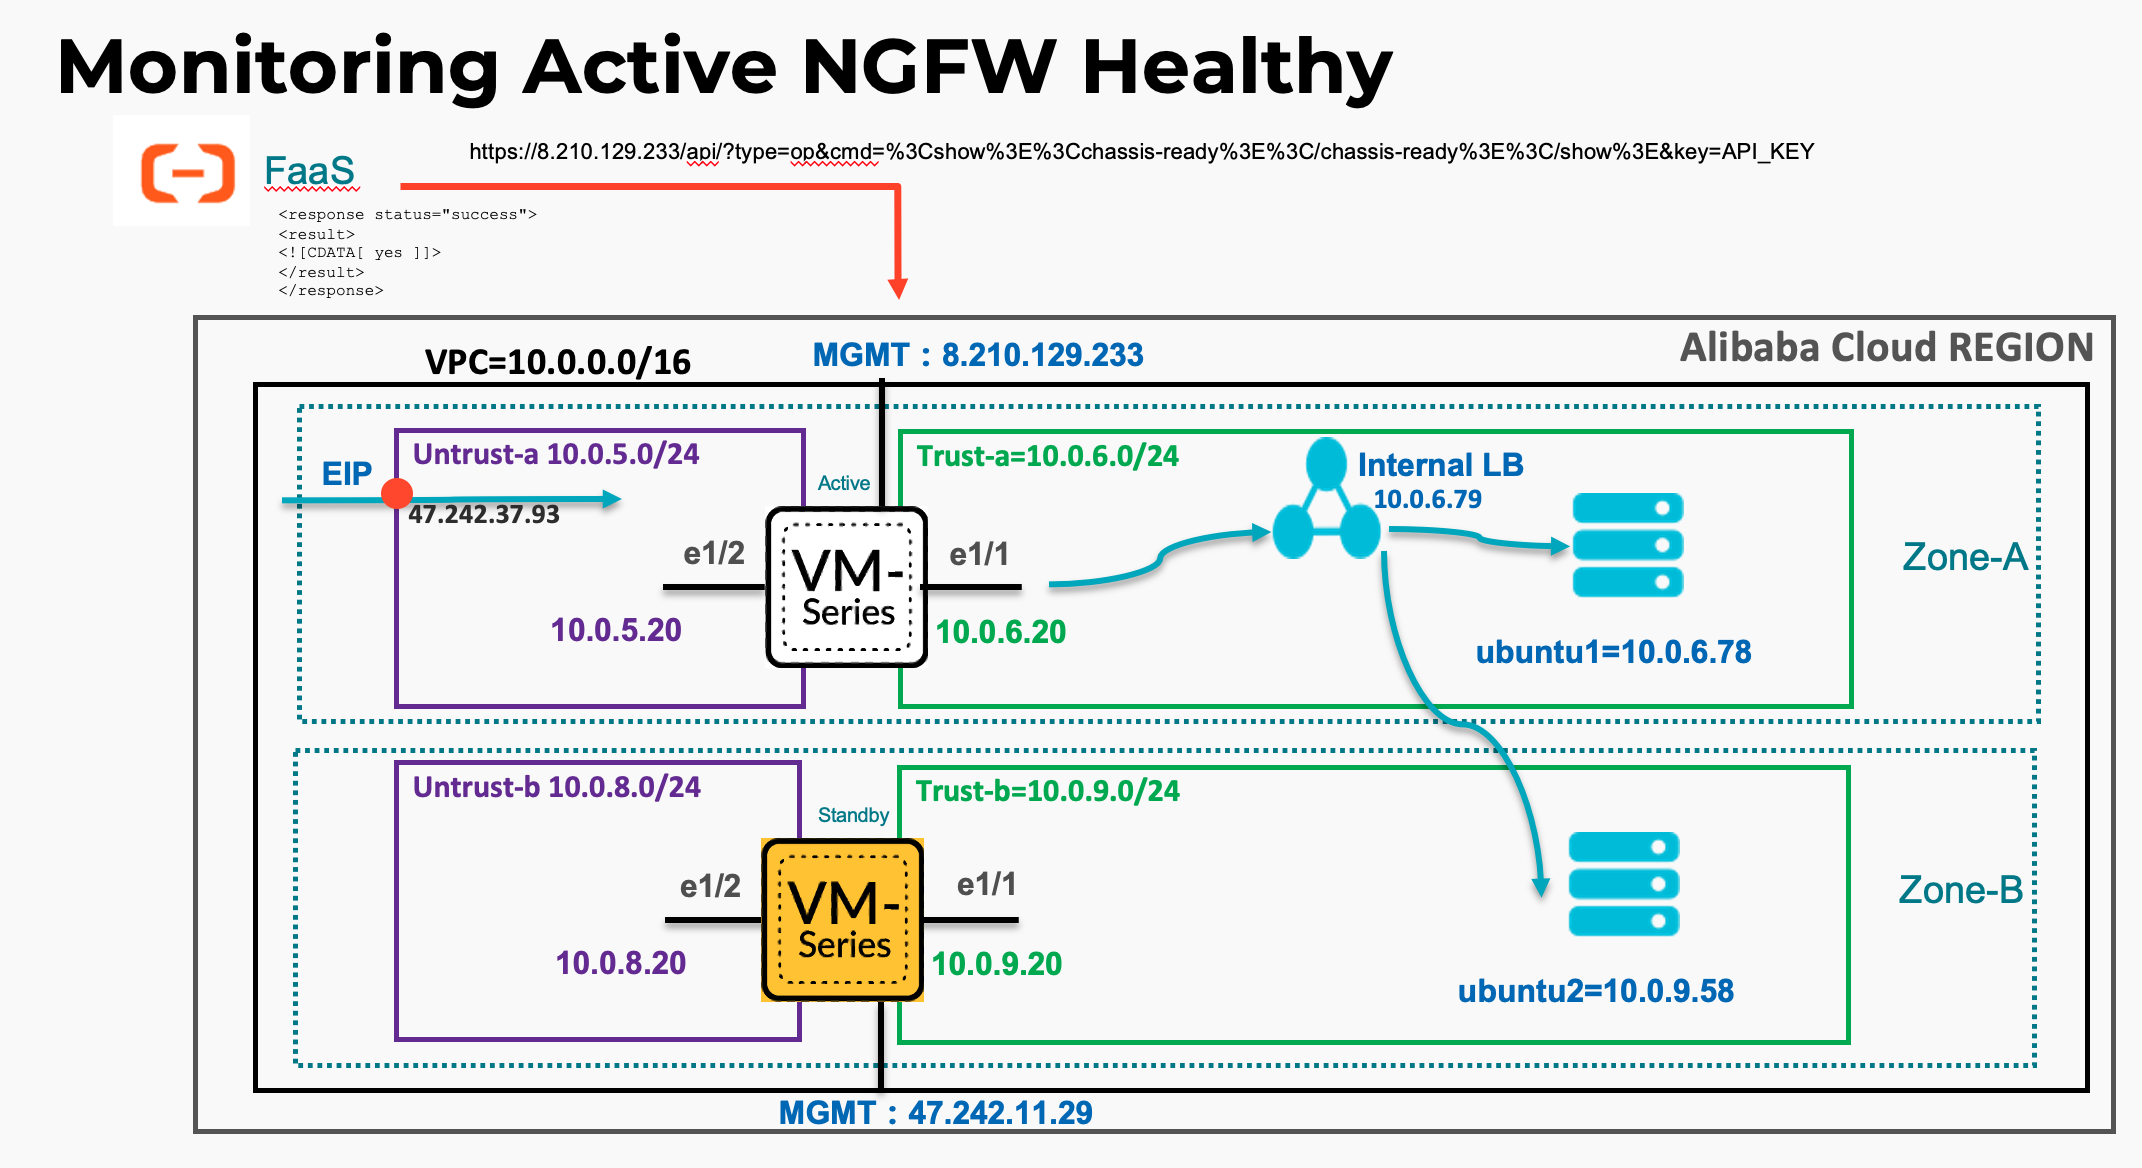 Monitoring Active NGFW Healthy
FaaS
https://8.210.129.233/api/?type=op&cmd=%3Cshow%3E%3Cchassis-ready%3E%3C/chassis-ready%3E%3C/show%3E&key=API_KEY
<response status="success">
<result>
<![CDATA[ yes ]]>
</result>
</response>
Alibaba Cloud REGION
VPC=10.0.0.0/16
MGMT：8.210.129.233
EIP
Untrust-a 10.0.5.0/24
47.242.37.93
Active
Trust-a=10.0.6.0/24
Internal LB
10.0.6.79
e1/2
VM-
Series
e1/1
Zone-A
10.0.5.20
10.0.6.20
ubuntu1=10.0.6.78
Untrust-b 10.0.8.0/24
Standby
Trust-b=10.0.9.0/24
e1/2
VM-
Series
e1/1
Zone-B
10.0.8.20
10.0.9.20
ubuntu2=10.0.9.58
MGMT：47.242.11.29